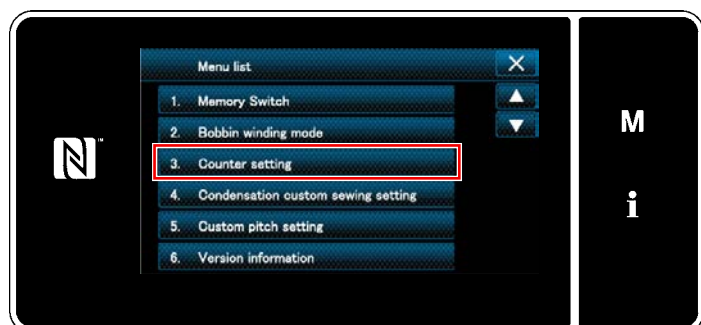 Menu list
1. Memory Switch
2. Bobbin winding mode
3. Counter setting
4. Condensation custom sewing setting
5. Custom pitch setting
6. Version information
N™
M
i